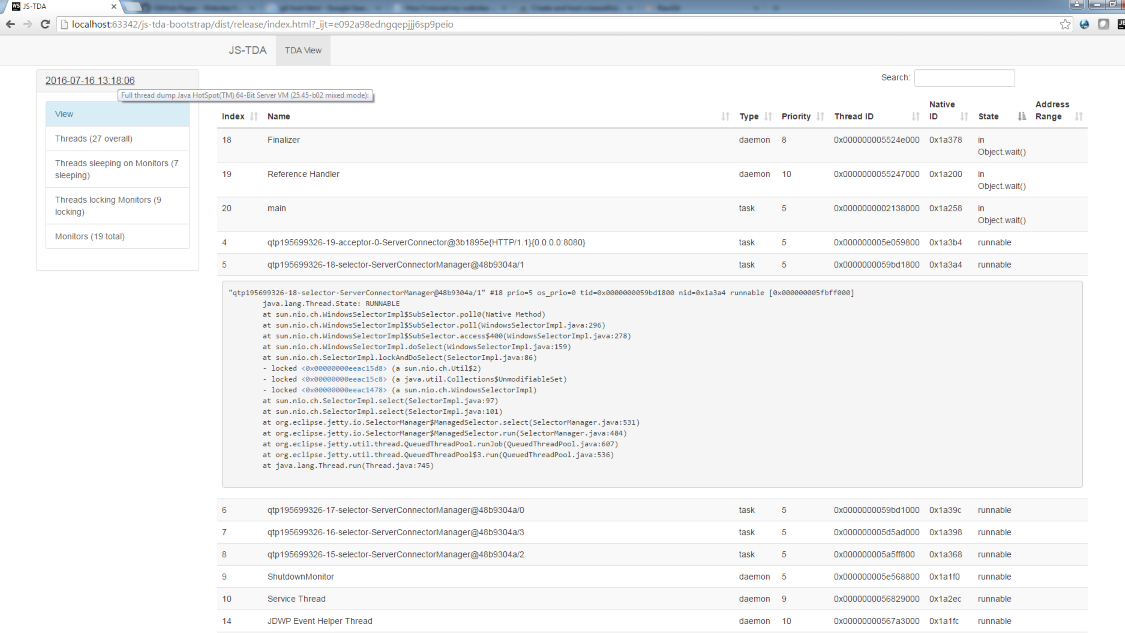 WS JS-TDA
localhost:63342/js-tda-bootstrap/dist/release/index.html?_ijt=e092a98edngqepjjj6sp9peio
JS-TDA TDA View
2016-07-16 13:18:06
Full thread dump Java HotSpot(TM) 64-Bit Server VM (25.45-b02 mixed mode):
View
Threads (27 overall)
Threads sleeping on Monitors (7
sleeping)
Threads locking Monitors (9
locking)
Monitors (19 total)
Search:
Index Name Type Priority Thread ID Native ID State Address Range
18 Finalizer daemon 8 0x000000005524e000 0x1a378 in Object.wait()
19 Reference Handler daemon 10 0x0000000055247000 0x1a200 in Object.wait()
20 main task 5 0x0000000002138000 0x1a258 in Object.wait()
4 qtp195699326-19-acceptor-0-ServerConnector@3b1895e{HTTP/1.1}{0.0.0.0:8080} task 5 0x000000005e059800 0x1a3b4 runnable
5 qtp195699326-18-selector-ServerConnectorManager@48b9304a/1 task 5 0x0000000059bd1800 0x1a3a4 runnable
"qtp195699326-18-selector-ServerConnectorManager@48b9304a/1" #18 prio=5 os_prio=0 tid=0x0000000059bd1800 nid=0x1a3a4 runnable [0x000000005fbff000]
java.lang.Thread.State: RUNNABLE
at sun.nio.ch.WindowsSelectorImpl$SubSelector.poll0(Native Method)
at sun.nio.ch.WindowsSelectorImpl$SubSelector.poll(WindowsSelectorImpl.java:296)
at sun.nio.ch.WindowsSelectorImpl$SubSelector.access$400(WindowsSelectorImpl.java:278)
at sun.nio.ch.WindowsSelectorImpl.doSelect(WindowsSelectorImpl.java:159)
at sun.nio.ch.SelectorImpl.lockAndDoSelect(SelectorImpl.java:86)
- locked <0x00000000eeac15d8> (a sun.nio.ch.Util$2)
- locked <0x00000000eeac15c8> (a java.util.Collections$UnmodifiableSet)
- locked <0x00000000eeac1478> (a sun.nio.ch.WindowsSelectorImpl)
at sun.nio.ch.SelectorImpl.select(SelectorImpl.java:97)
at sun.nio.ch.SelectorImpl.select(SelectorImpl.java:101)
at org.eclipse.jetty.io.SelectorManager$ManagedSelector.select(SelectorManager.java:531)
at org.eclipse.jetty.io.SelectorManager$ManagedSelector.run(SelectorManager.java:484)
at org.eclipse.jetty.util.thread.QueuedThreadPool.runJob(QueuedThreadPool.java:607)
at org.eclipse.jetty.util.thread.QueuedThreadPool$3.run(QueuedThreadPool.java:536)
at java.lang.Thread.run(Thread.java:745)
6 qtp195699326-17-selector-ServerConnectorManager@48b9304a/0 task 5 0x0000000059bd1000 0x1a39c runnable
7 qtp195699326-16-selector-ServerConnectorManager@48b9304a/3 task 5 0x000000005d5ad000 0x1a398 runnable
8 qtp195699326-15-selector-ServerConnectorManager@48b9304a/2 task 5 0x000000005a5ff800 0x1a368 runnable
9 ShutdownMonitor daemon 5 0x000000005e568800 0x1a1f0 runnable
10 Service Thread daemon 9 0x0000000056829000 0x1a2ec runnable
14 JDWP Event Helper Thread daemon 10 0x00000000567a3000 0x1a1fc runnable